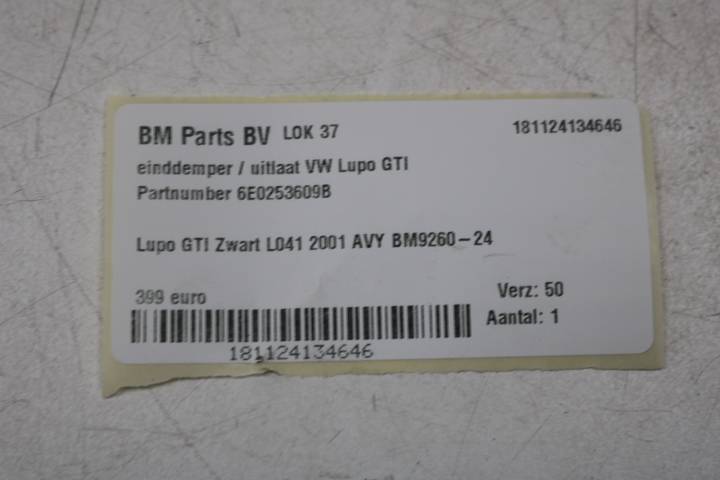 BM Parts BV LOK 37 181124134646
einddemper / uitlaat VW Lupo GTI
Partnumber 6E0253609B
Lupo GTI Zwart L041 2001 AVY BM9260-24
399 euro Verz: 50
Aantal: 1
181124134646